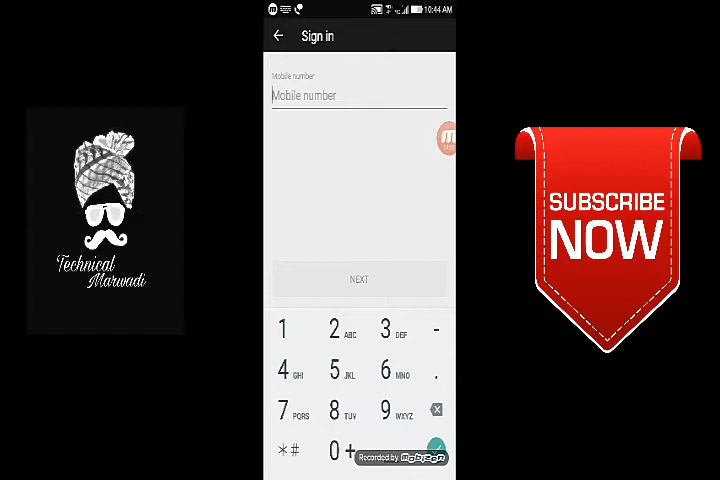 10:44 AM
Sign in
Mobile number
Mobile number
NEXT
1
2 ABC
3 DEF
-
4 GHI
5 JKL
6 MNO
.
7 PQRS
8 TUV
9 WXYZ
*#
0 +
Recorded by mobizen
Technical
Marwadi
SUBSCRIBE
NOW